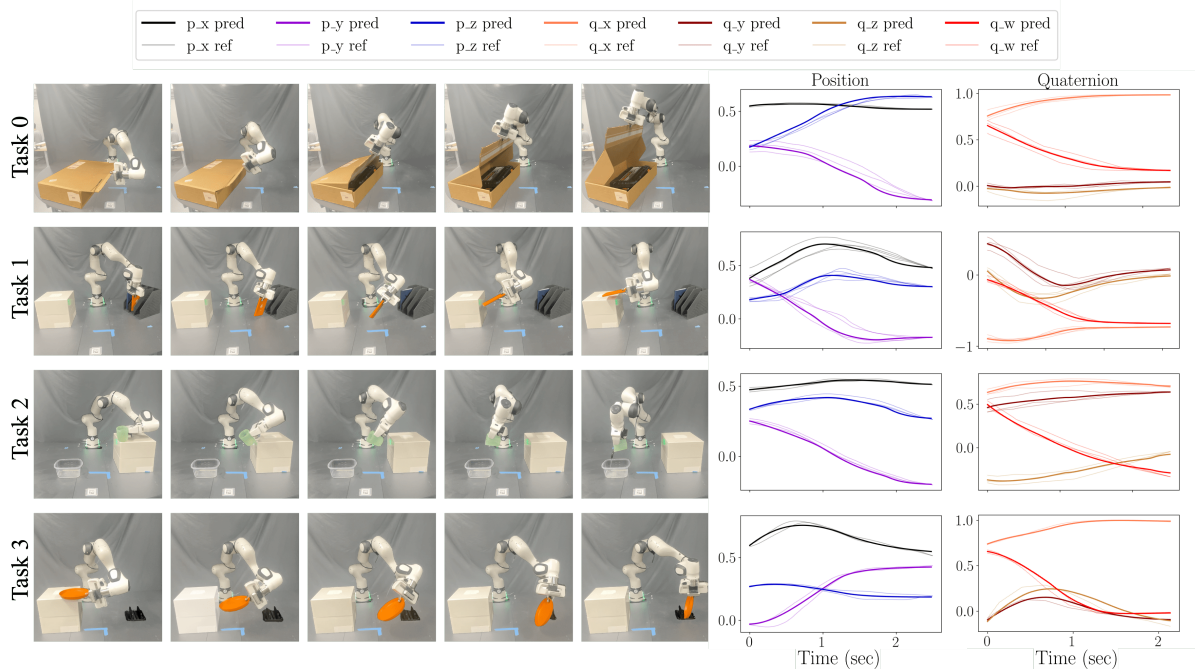 p_x pred p_y pred p_z pred q_x pred q_y pred q_z pred q_w pred
p_x ref p_y ref p_z ref q_x ref q_y ref q_z ref q_w ref
Position Quaternion
Task 0
0.5
0.0
1.0
0.5
0.0
Task 1
0.5
0.0
0
−1
Task 2
0.5
0.0
0.5
0.0
Task 3
0.5
0.0
1.0
0.5
0.0
0 1 2 0 1 2
Time (sec) Time (sec)